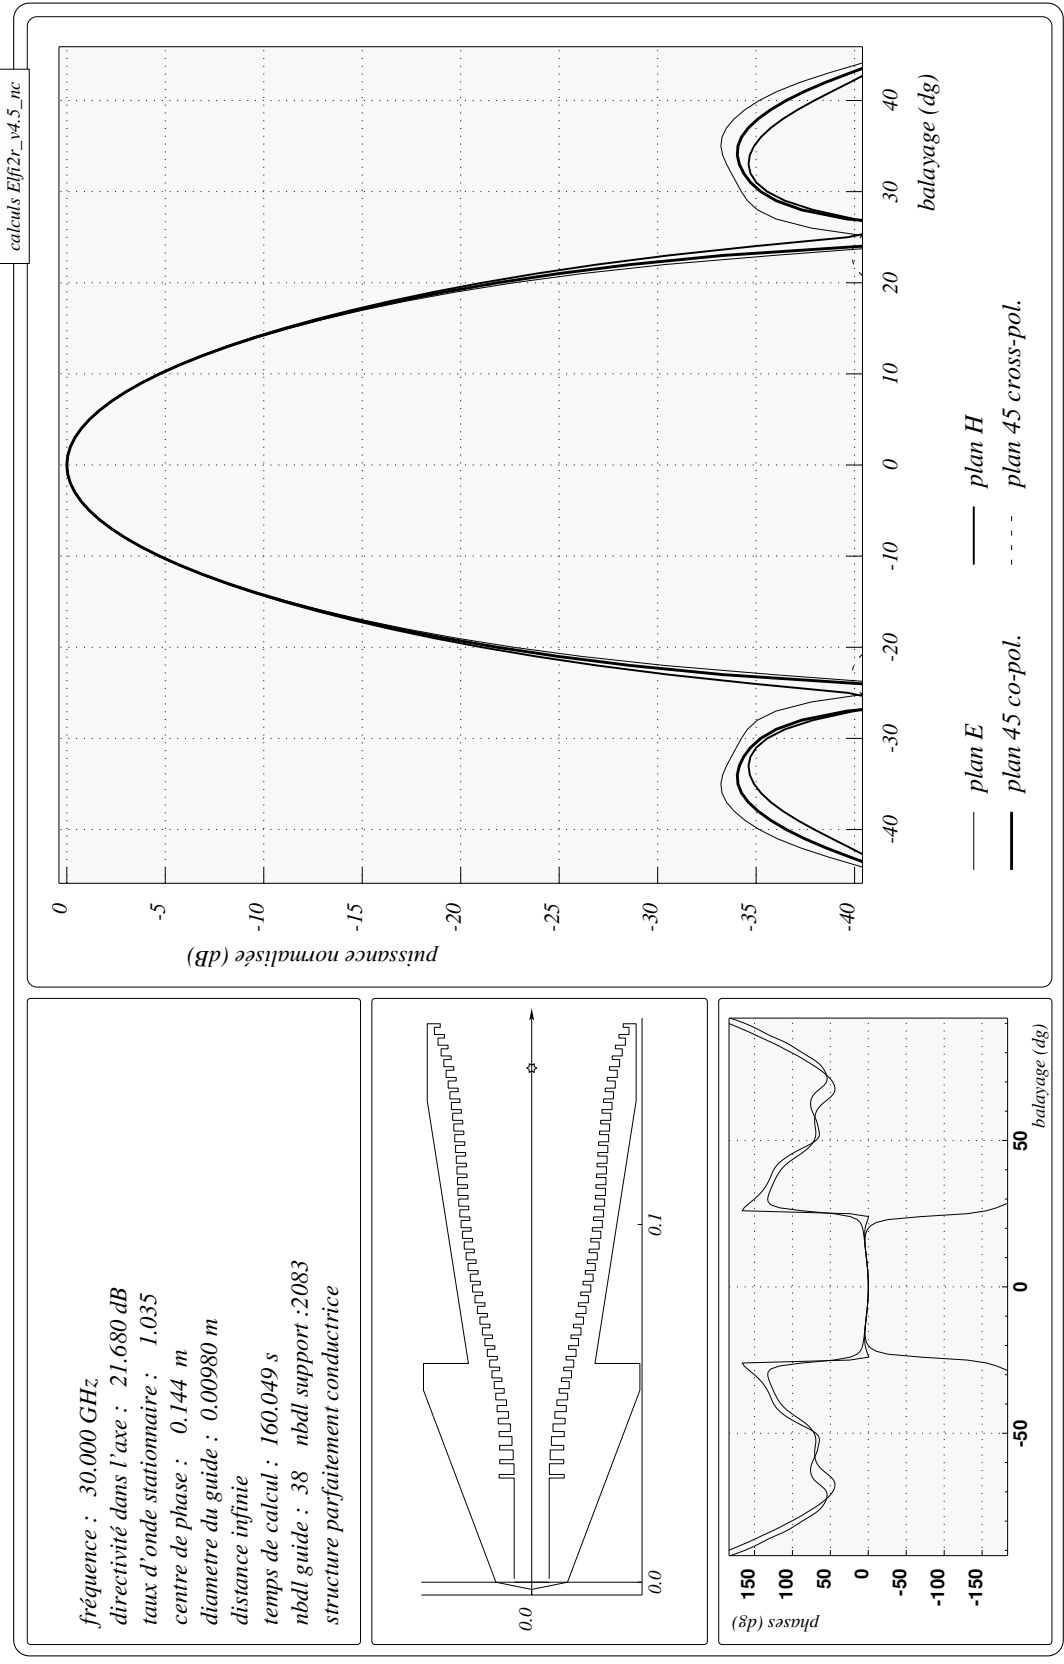 calculs Elfi2r_v4.5_nc
fréquence : 30.000 GHz
directivité dans l'axe : 21.680 dB
taux d'onde stationnaire : 1.035
centre de phase : 0.144 m
diametre du guide : 0.00980 m
distance infinie
temps de calcul : 160.049 s
nbdl guide : 38 nbdl support :2083
structure parfaitement conductrice
0.0
0.0
0.1
phases (dg)
150
100
50
0
-50
-100
-150
-50
0
50
balayage (dg)
puissance normalisée (dB)
0
-5
-10
-15
-20
-25
-30
-35
-40
-40
-30
-20
-10
0
10
20
30
40
balayage (dg)
plan E
plan H
plan 45 co-pol.
plan 45 cross-pol.